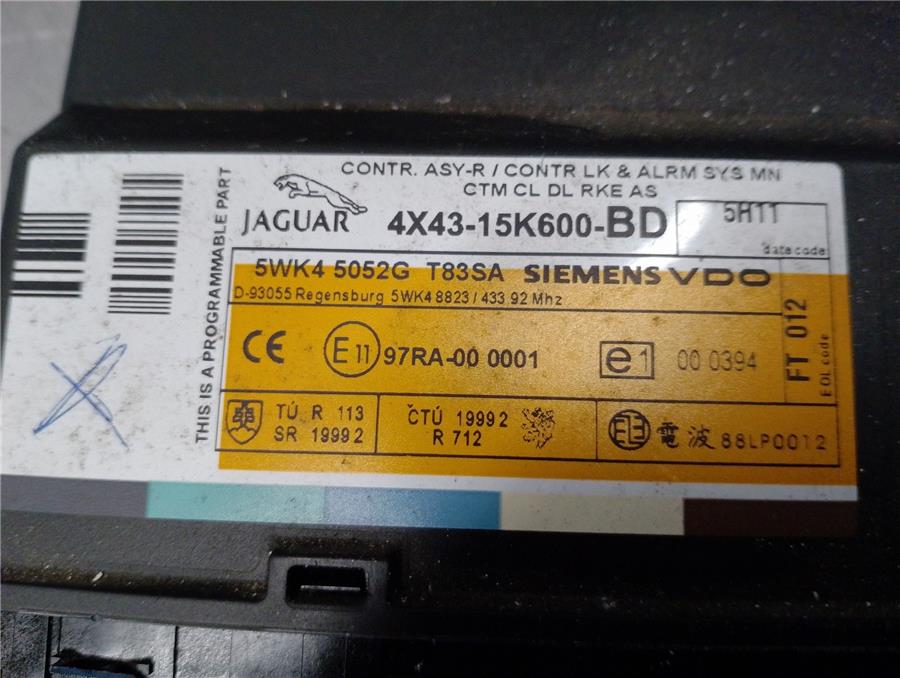 THIS IS A PROGRAMMABLE PART
CONTR. ASY-R / CONTR LK & ALRM SYS MN
CTM CL DL RKE AS
JAGUAR 4X43-15K600-BD
5H11
date code
5WK4 5052G T83SA SIEMENS VDO
D-93055 Regensburg 5WK4 8823 / 433 92 Mhz
FT 012
EOL code
CE E11 97RA-00 0001 e1 00 0394
TÚ R 113
SR 1999 2
ČTÚ 1999 2
R 712
電波 88LP0012